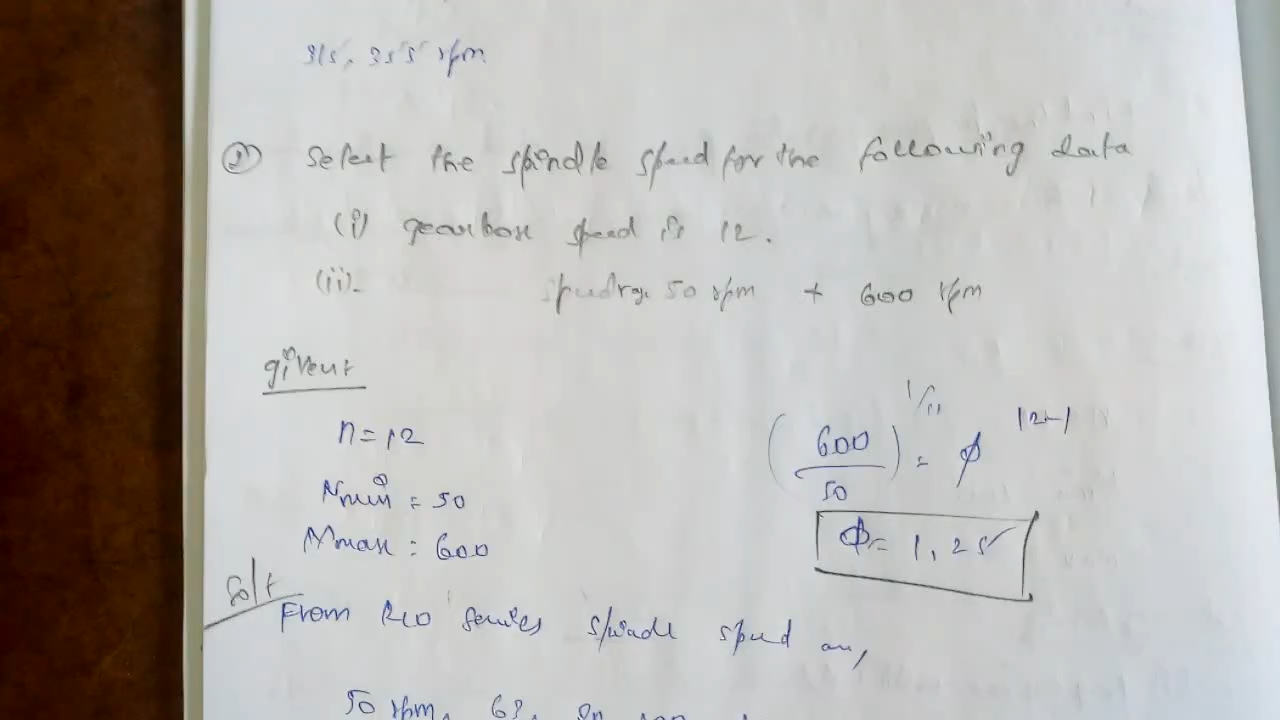 315, 355 rpm
② Select the spindle speed for the following data
(i) gearbox speed is 12.
(ii). 50 rpm + 600 rpm
given
n = 12
Nmin = 50
Nmax = 600
(600/50)^1/11 = ϕ^12-1
ϕ = 1.25
Sol
From R10 series spindle speed are,
50 rpm, 63, 80